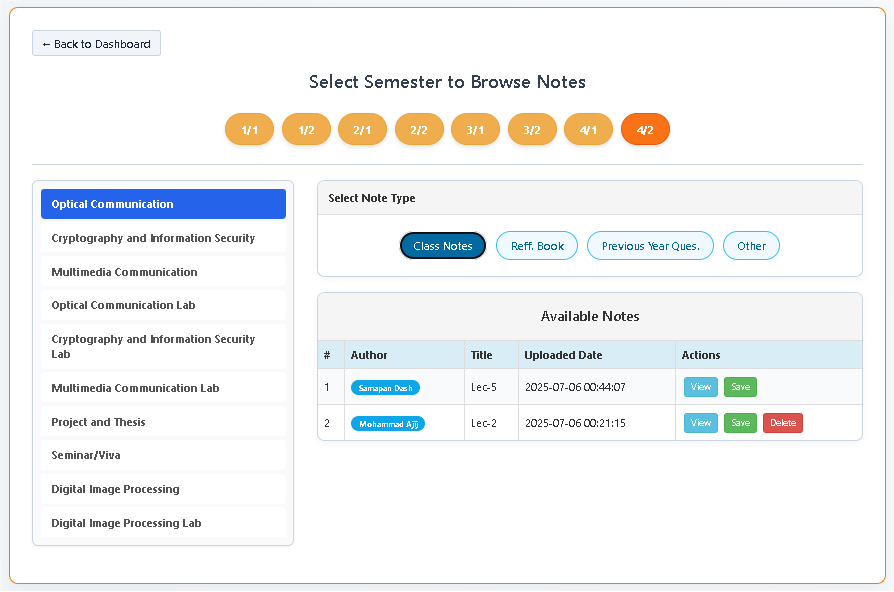 ← Back to Dashboard
Select Semester to Browse Notes
1/1 1/2 2/1 2/2 3/1 3/2 4/1 4/2
Optical Communication
Cryptography and Information Security
Multimedia Communication
Optical Communication Lab
Cryptography and Information Security
Lab
Multimedia Communication Lab
Project and Thesis
Seminar/Viva
Digital Image Processing
Digital Image Processing Lab
Select Note Type
Class Notes Reff. Book Previous Year Ques. Other
Available Notes
# Author Title Uploaded Date Actions
1 Samapan Dash Lec-5 2025-07-06 00:44:07 View Save
2 Mohammad Ajij Lec-2 2025-07-06 00:21:15 View Save Delete